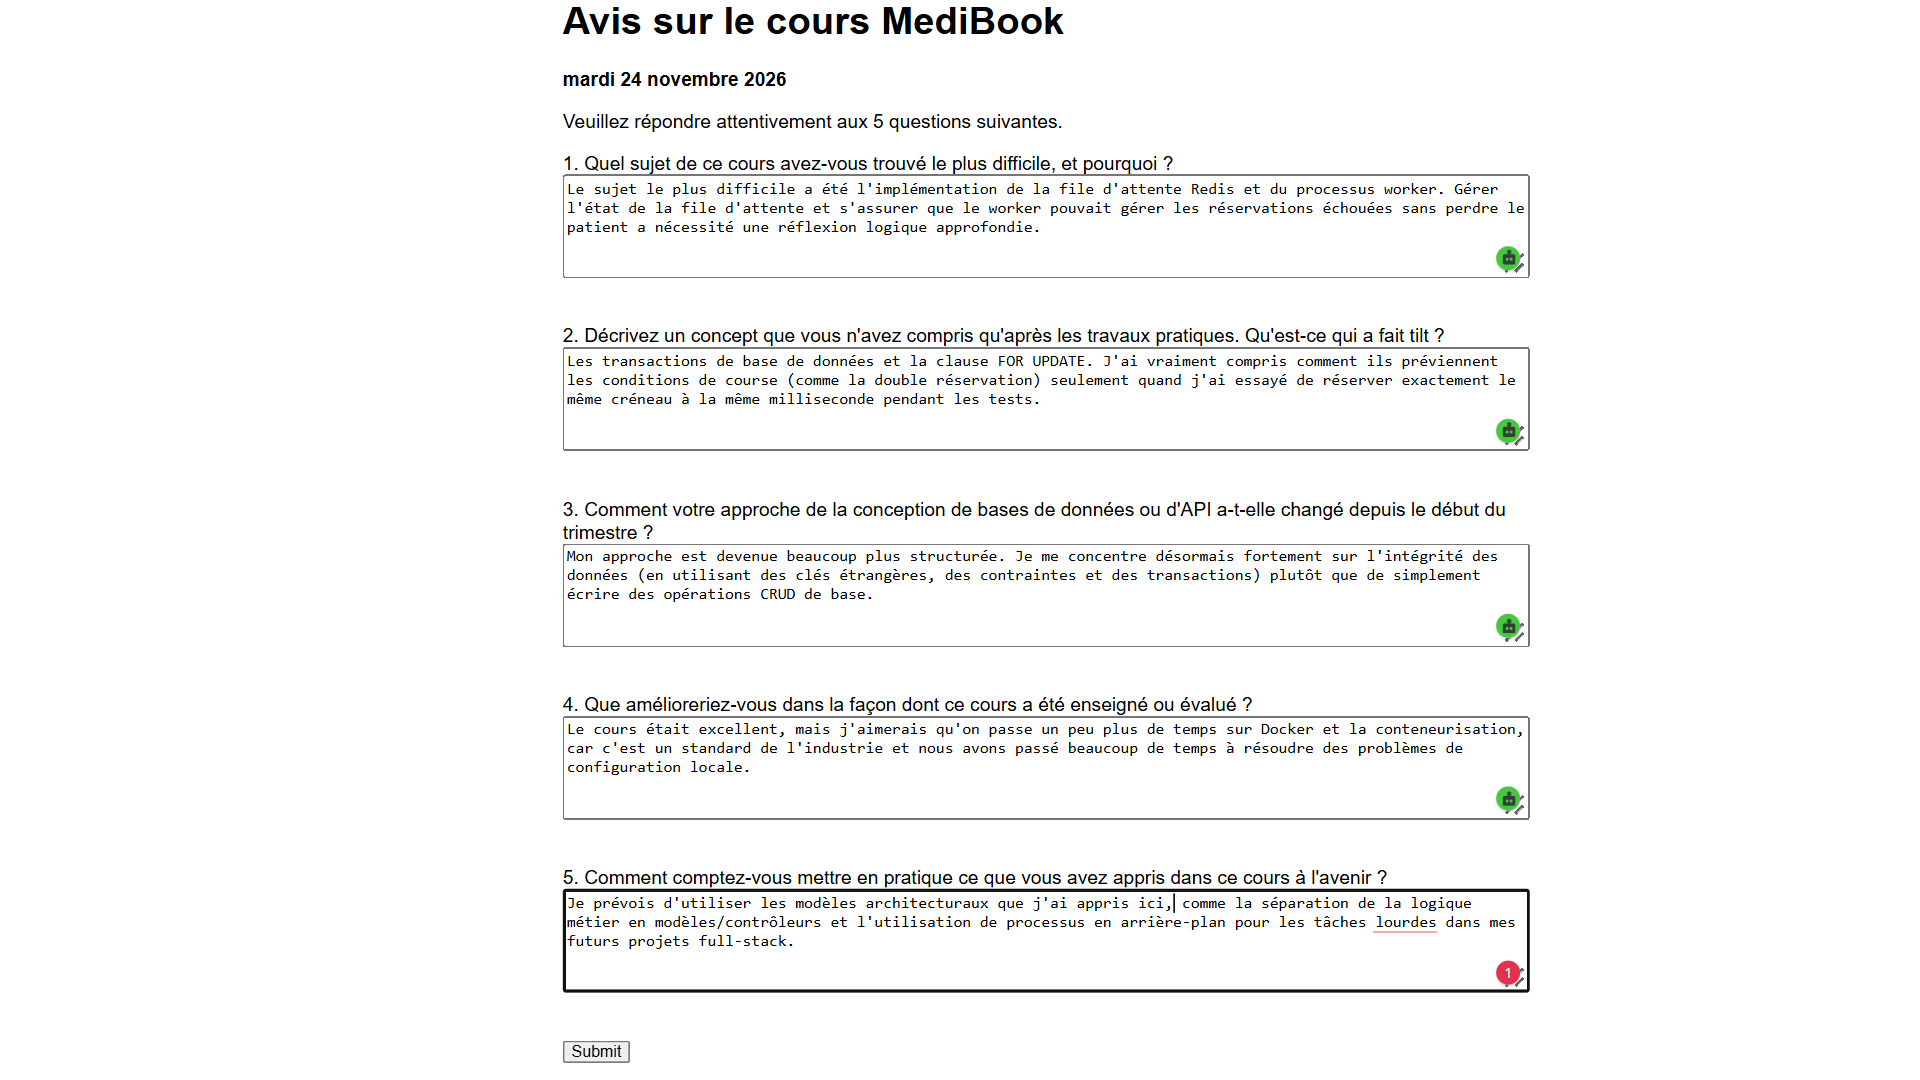 Avis sur le cours MediBook
mardi 24 novembre 2026
Veuillez répondre attentivement aux 5 questions suivantes.
1. Quel sujet de ce cours avez-vous trouvé le plus difficile, et pourquoi ?
Le sujet le plus difficile a été l'implémentation de la file d'attente Redis et du processus worker. Gérer
l'état de la file d'attente et s'assurer que le worker pouvait gérer les réservations échouées sans perdre le
patient a nécessité une réflexion logique approfondie.
2. Décrivez un concept que vous n'avez compris qu'après les travaux pratiques. Qu'est-ce qui a fait tilt ?
Les transactions de base de données et la clause FOR UPDATE. J'ai vraiment compris comment ils préviennent
les conditions de course (comme la double réservation) seulement quand j'ai essayé de réserver exactement le
même créneau à la même milliseconde pendant les tests.
3. Comment votre approche de la conception de bases de données ou d'API a-t-elle changé depuis le début du
trimestre ?
Mon approche est devenue beaucoup plus structurée. Je me concentre désormais fortement sur l'intégrité des
données (en utilisant des clés étrangères, des contraintes et des transactions) plutôt que de simplement
écrire des opérations CRUD de base.
4. Que amélioreriez-vous dans la façon dont ce cours a été enseigné ou évalué ?
Le cours était excellent, mais j'aimerais qu'on passe un peu plus de temps sur Docker et la conteneurisation,
car c'est un standard de l'industrie et nous avons passé beaucoup de temps à résoudre des problèmes de
configuration locale.
5. Comment comptez-vous mettre en pratique ce que vous avez appris dans ce cours à l'avenir ?
Je prévois d'utiliser les modèles architecturaux que j'ai appris ici, comme la séparation de la logique
métier en modèles/contrôleurs et l'utilisation de processus en arrière-plan pour les tâches lourdes dans mes
futurs projets full-stack.
1
Submit